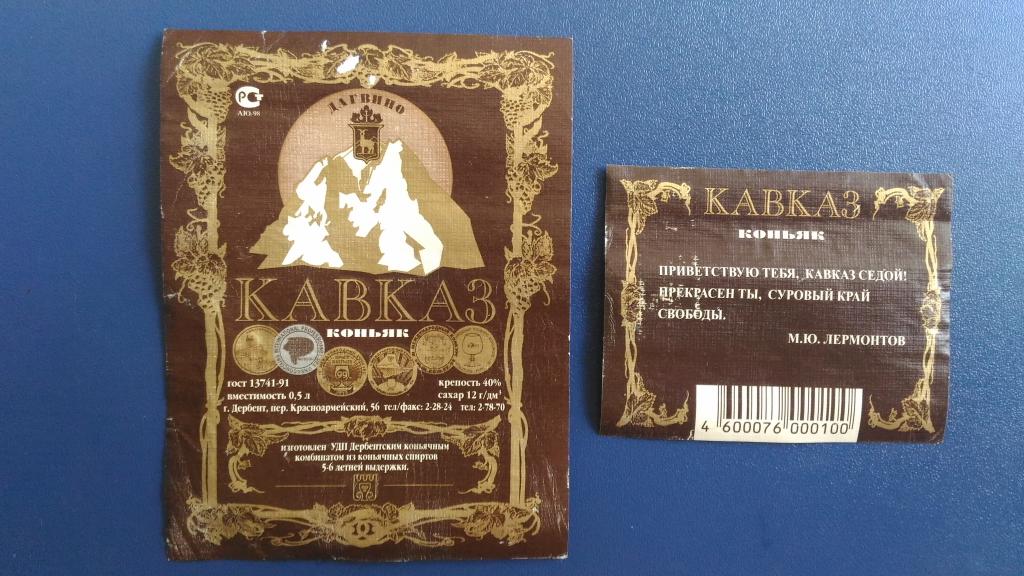 РС
АЮ 98
ДАГВИНО
КАВКАЗ
КОНЬЯК
гост 13741-91
крепость 40%
вместимость 0,5 л
сахар 12 г/дм³
г. Дербент, пер. Красноармейский, 56 тел/факс: 2-28-24 тел: 2-78-70
изготовлен УДП Дербентским коньячным
комбинатом из коньячных спиртов
5-6 летней выдержки.
КАВКАЗ
КОНЬЯК
ПРИВЕТСТВУЮ ТЕБЯ, КАВКАЗ СЕДОЙ!
ПРЕКРАСЕН ТЫ, СУРОВЫЙ КРАЙ
СВОБОДЫ.
М.Ю. ЛЕРМОНТОВ
4 600076 000100